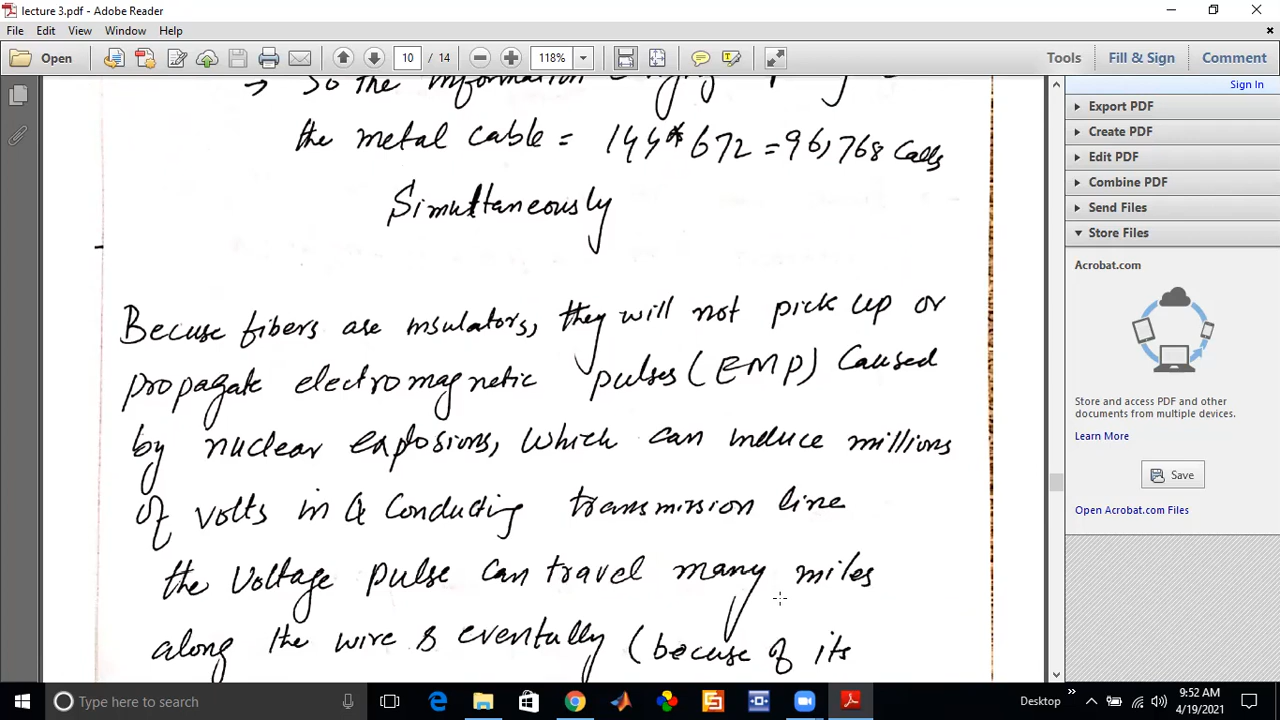 lecture 3.pdf - Adobe Reader
File Edit View Window Help
Open 10 / 14 118% Tools Fill & Sign Comment
→ So the information
the metal cable = 144*672 = 96,768 Calls
Simultaneously
Becuse fibers are insulators, they will not pick up or
propagate electromagnetic pulses (EMP) Caused
by nuclear explosions, which can induce millions
of volts in a Conducting transmission line
the Voltage pulse can travel many miles
along the wire & eventully (becuse of its
Sign In
Export PDF
Create PDF
Edit PDF
Combine PDF
Send Files
Store Files
Acrobat.com
Store and access PDF and other
documents from multiple devices.
Learn More
Save
Open Acrobat.com Files
Type here to search
Desktop
9:52 AM
4/19/2021